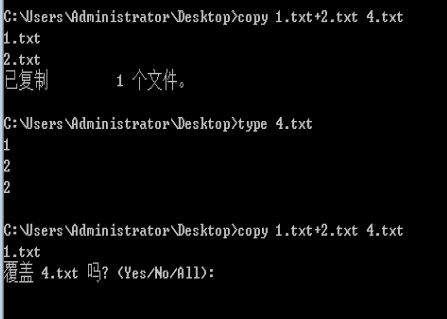 C:\Users\Administrator\Desktop>copy 1.txt+2.txt 4.txt
1.txt
2.txt
已复制         1 个文件。
C:\Users\Administrator\Desktop>type 4.txt
1
2
2
C:\Users\Administrator\Desktop>copy 1.txt+2.txt 4.txt
1.txt
覆盖 4.txt 吗? (Yes/No/All):